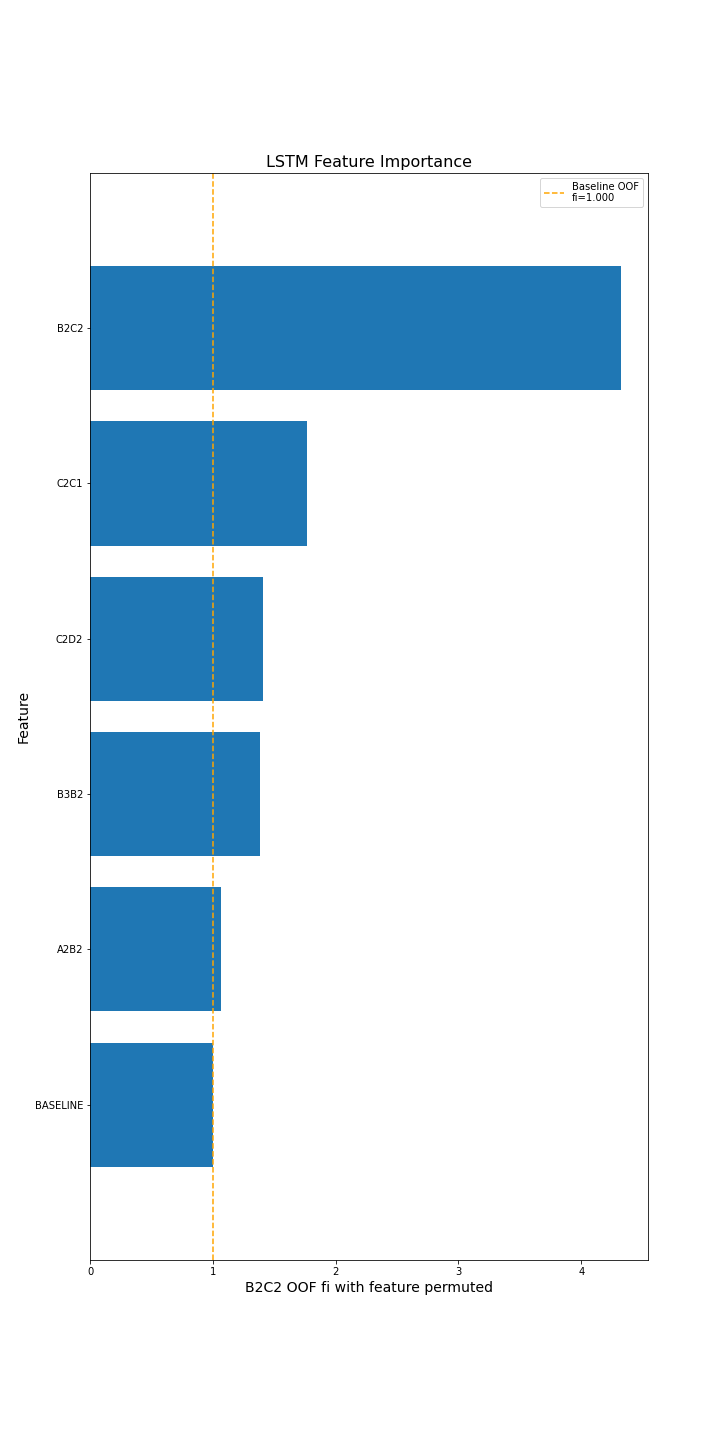 LSTM Feature Importance
Baseline OOF
fi=1.000
B2C2
C2C1
C2D2
B3B2
A2B2
BASELINE
Feature
0 1 2 3 4
B2C2 OOF fi with feature permuted